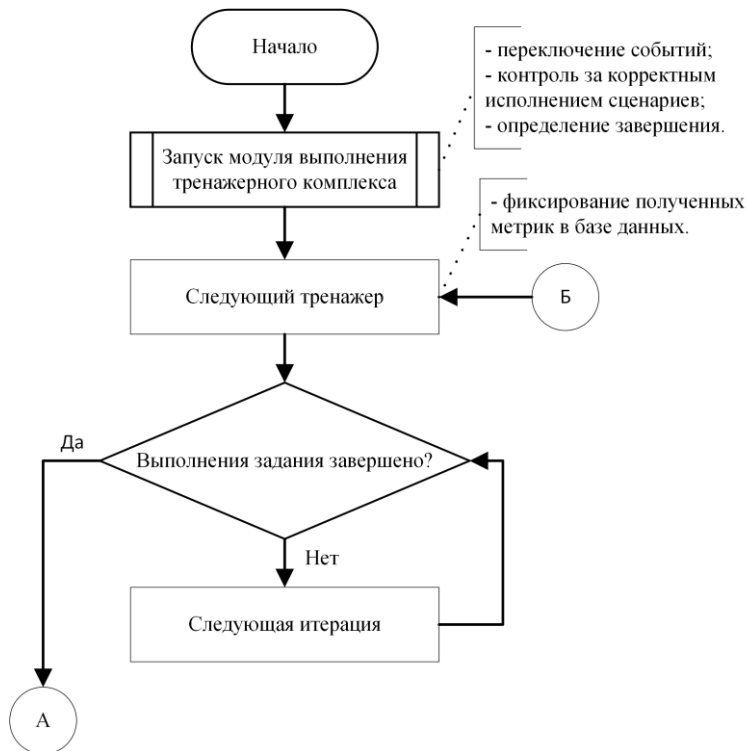 Начало
- переключение событий;
- контроль за корректным
исполнением сценариев;
- определение завершения.
Запуск модуля выполнения
тренажерного комплекса
- фиксирование полученных
метрик в базе данных.
Следующий тренажер
Б
Да
Выполнения задания завершено?
Нет
Следующая итерация
А